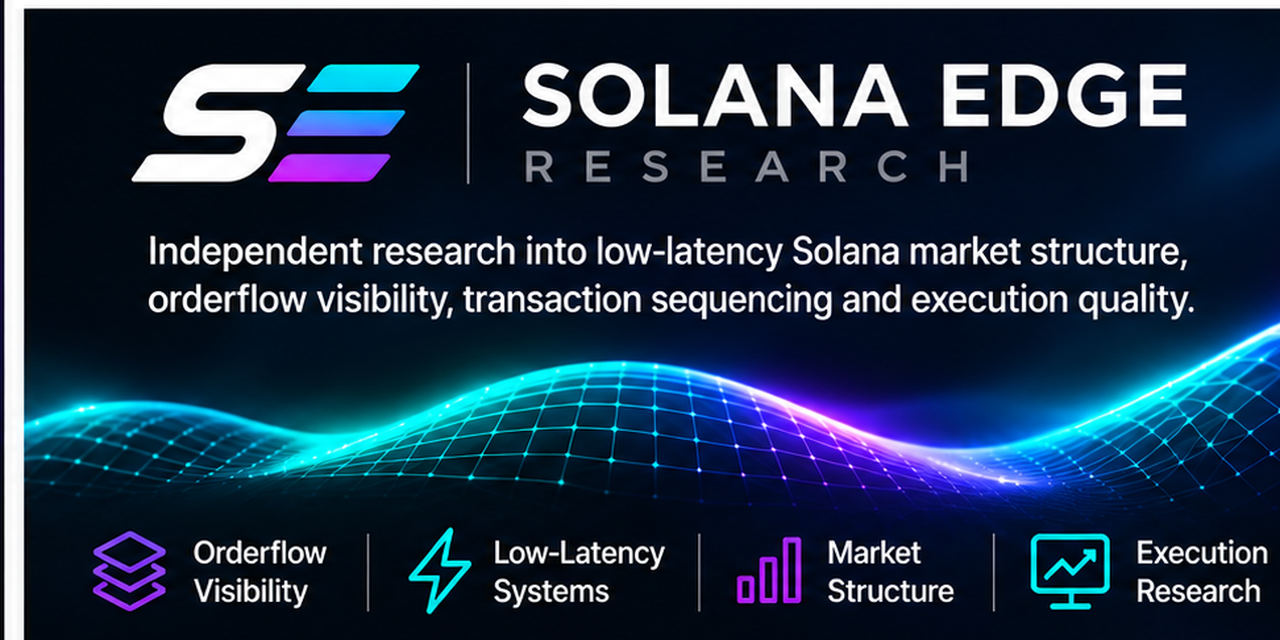 SE
SOLANA EDGE
RESEARCH
Independent research into low-latency Solana market structure,
orderflow visibility, transaction sequencing and execution quality.
Orderflow
Visibility
Low-Latency
Systems
Market
Structure
Execution
Research